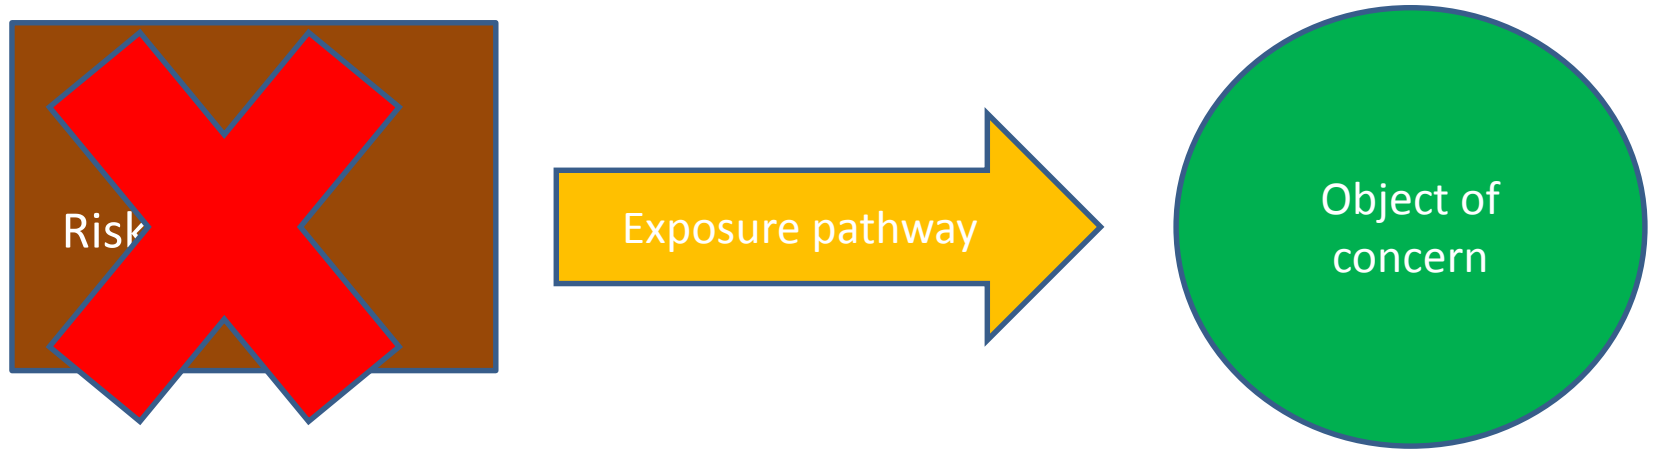 Risk
Exposure pathway
Object of
concern